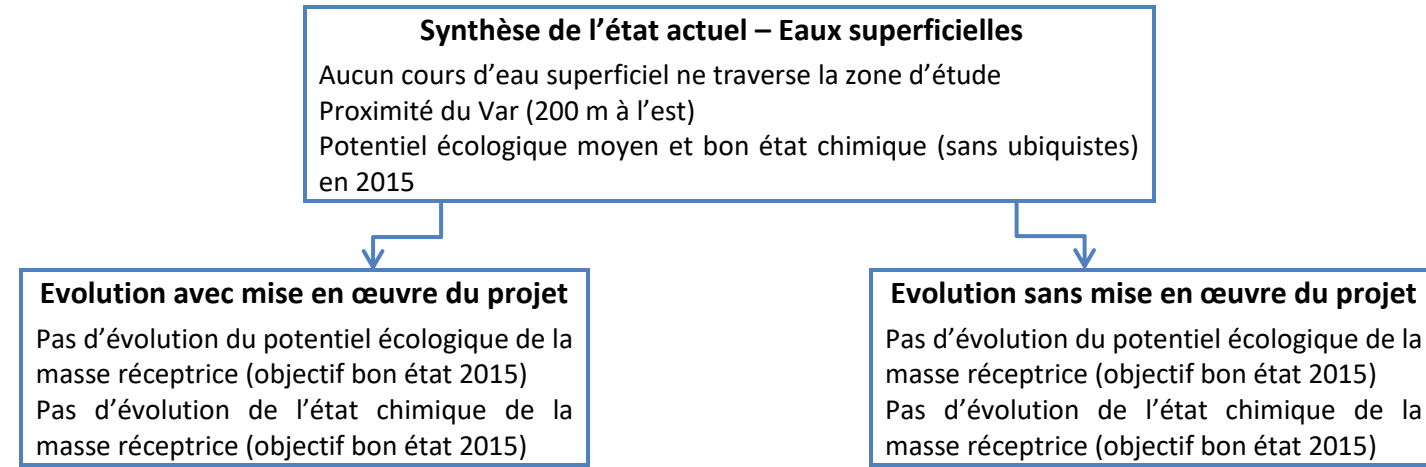 Synthèse de l’état actuel – Eaux superficielles
Aucun cours d’eau superficiel ne traverse la zone d’étude
Proximité du Var (200 m à l’est)
Potentiel écologique moyen et bon état chimique (sans ubiquistes)
en 2015
Evolution avec mise en œuvre du projet
Pas d’évolution du potentiel écologique de la
masse réceptrice (objectif bon état 2015)
Pas d’évolution de l’état chimique de la
masse réceptrice (objectif bon état 2015)
Evolution sans mise en œuvre du projet
Pas d’évolution du potentiel écologique de la
masse réceptrice (objectif bon état 2015)
Pas d’évolution de l’état chimique de la
masse réceptrice (objectif bon état 2015)